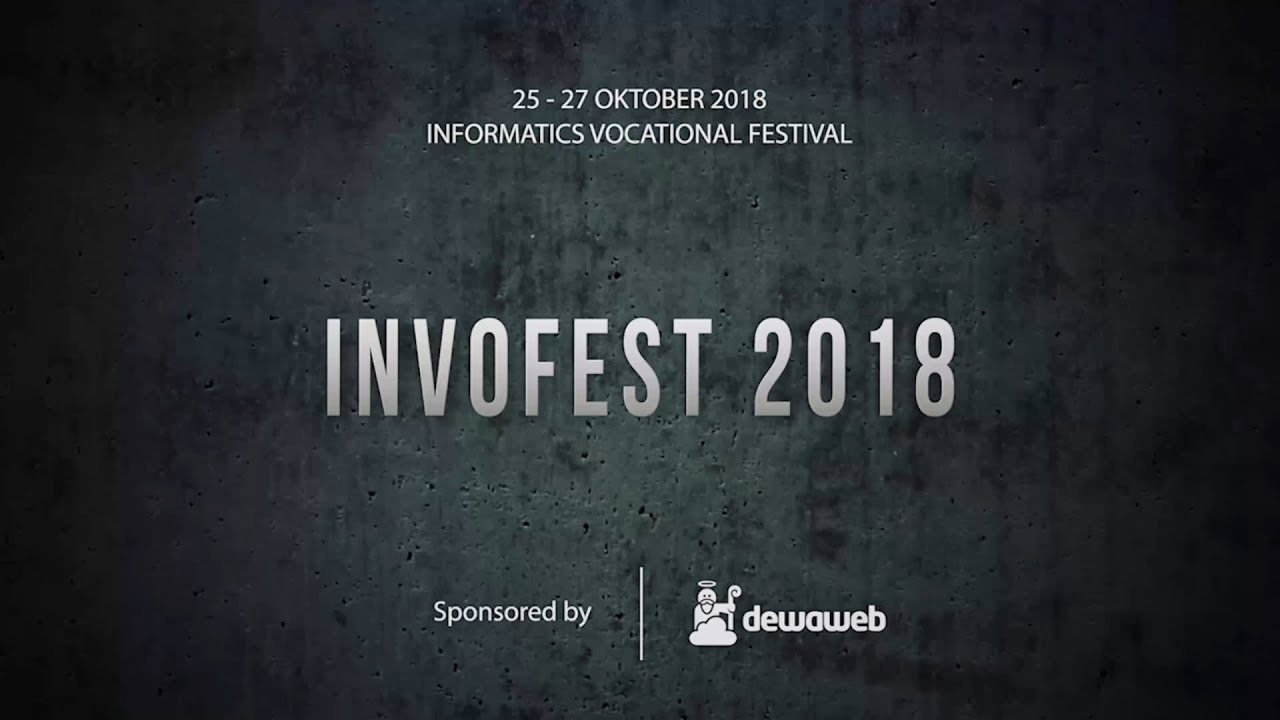 25 - 27 OKTOBER 2018
INFORMATICS VOCATIONAL FESTIVAL
INVOFEST 2018
Sponsored by
dewaweb